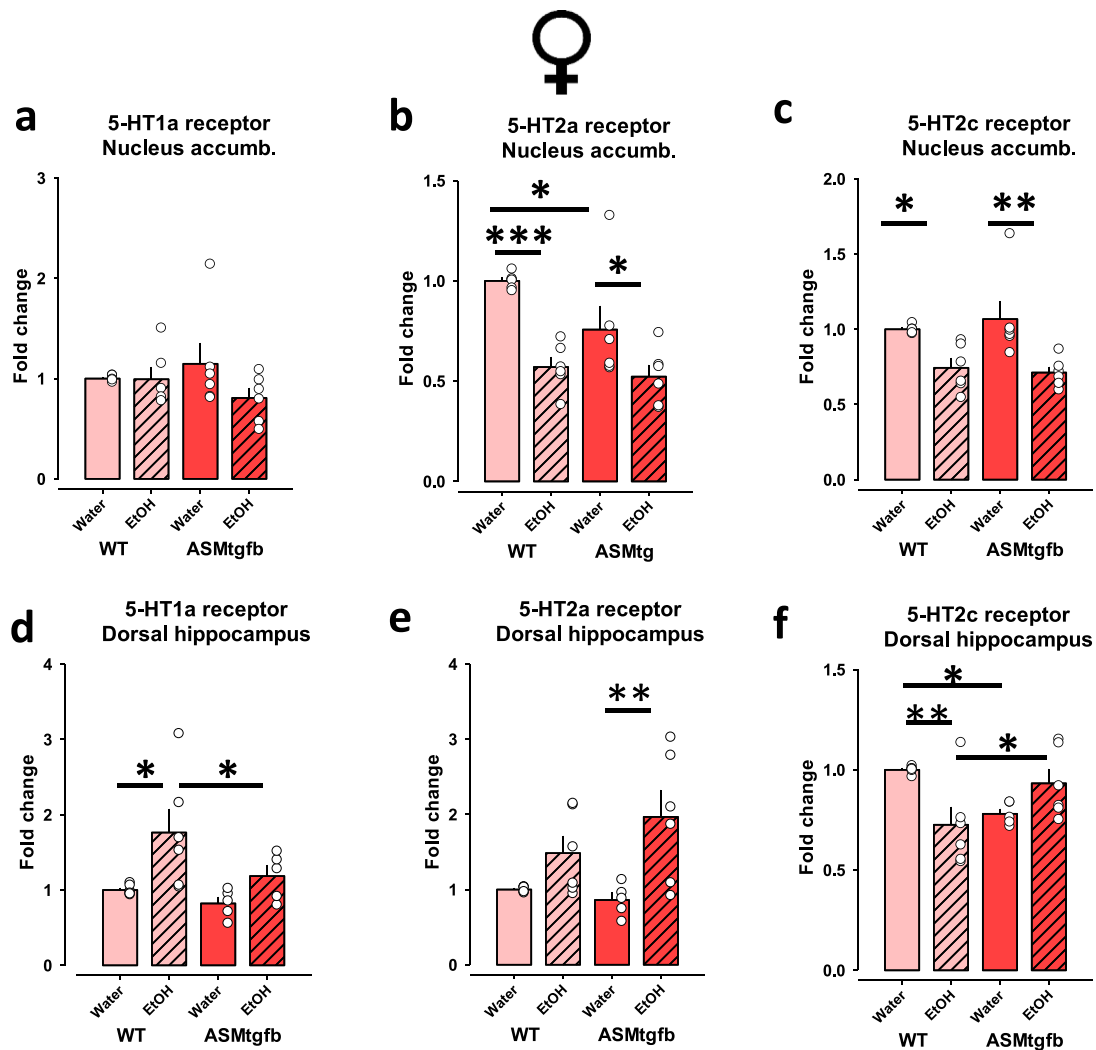 a
5-HT1a receptor
Nucleus accumb.
Fold change
3
2
1
0
Water
EtOH
Water
EtOH
WT
ASMtgfb
b
5-HT2a receptor
Nucleus accumb.
Fold change
1.5
1.0
0.5
0.0
*
***
*
Water
EtOH
Water
EtOH
WT
ASMtg
c
5-HT2c receptor
Nucleus accumb.
Fold change
2.0
1.5
1.0
0.5
0.0
*
**
Water
EtOH
Water
EtOH
WT
ASMtgfb
d
5-HT1a receptor
Dorsal hippocampus
Fold change
4
3
2
1
0
*
*
Water
EtOH
Water
EtOH
WT
ASMtgfb
e
5-HT2a receptor
Dorsal hippocampus
Fold change
4
3
2
1
0
**
Water
EtOH
Water
EtOH
WT
ASMtgfb
f
5-HT2c receptor
Dorsal hippocampus
Fold change
1.5
1.0
0.5
0.0
*
**
*
Water
EtOH
Water
EtOH
WT
ASMtgfb